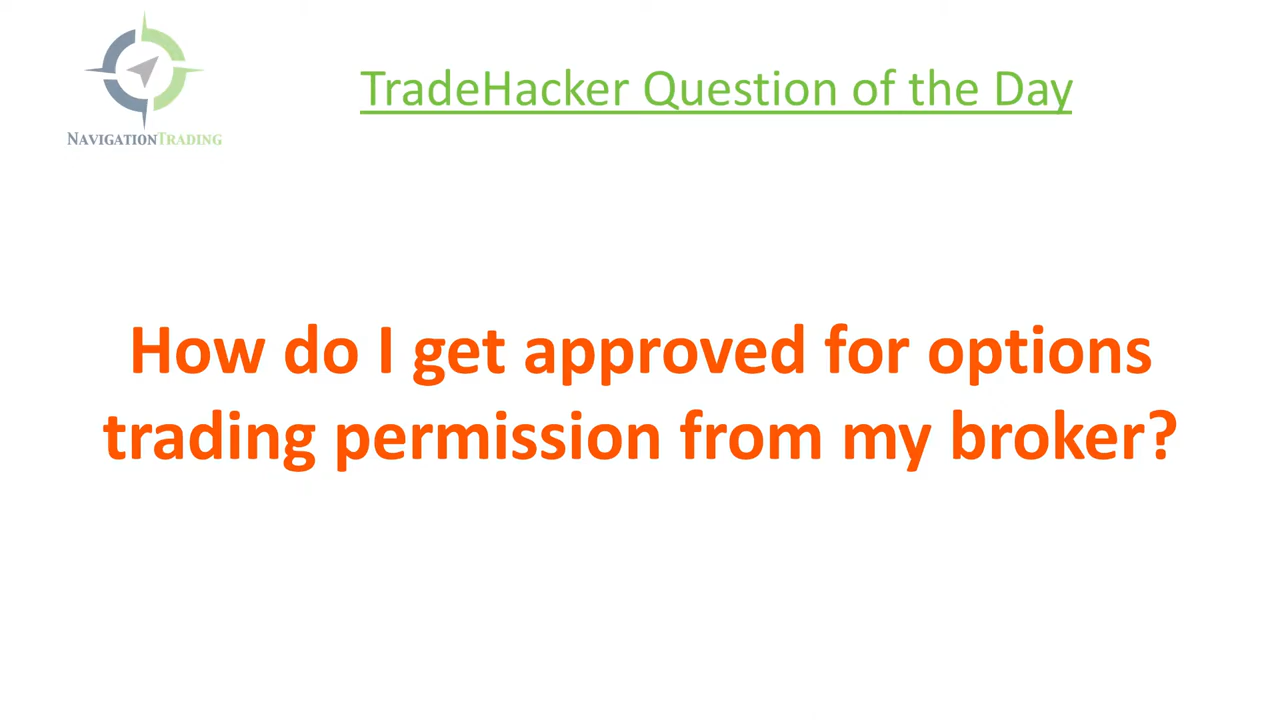 TradeHacker Question of the Day
NAVIGATIONTRADING
How do I get approved for options
trading permission from my broker?